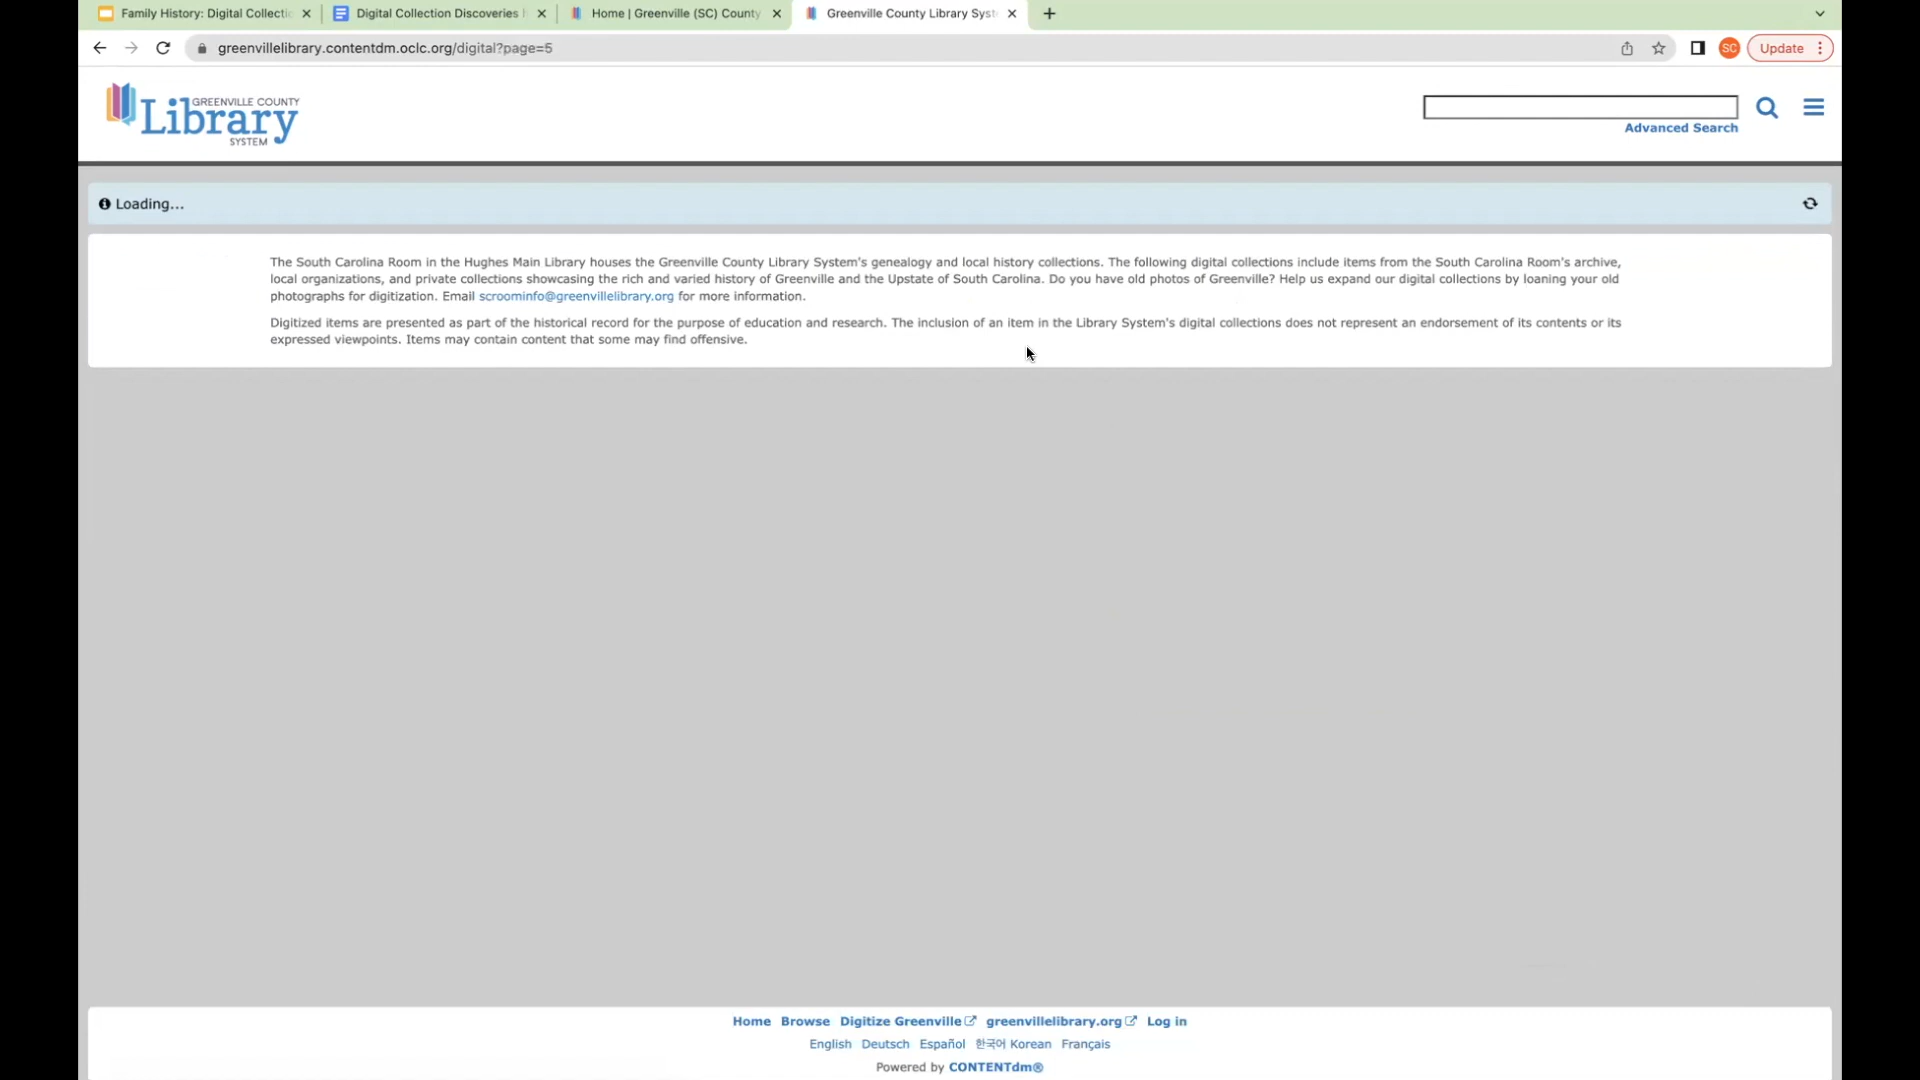 Family History: Digital Collectic
Digital Collection Discoveries
Home | Greenville (SC) County
Greenville County Library Syst
greenvillelibrary.contentdm.oclc.org/digital?page=5
SC
Update
GREENVILLE COUNTY
Library
SYSTEM
Advanced Search
Loading...
The South Carolina Room in the Hughes Main Library houses the Greenville County Library System's genealogy and local history collections. The following digital collections include items from the South Carolina Room's archive,
local organizations, and private collections showcasing the rich and varied history of Greenville and the Upstate of South Carolina. Do you have old photos of Greenville? Help us expand our digital collections by loaning your old
photographs for digitization. Email scroominfo@greenvillelibrary.org for more information.
Digitized items are presented as part of the historical record for the purpose of education and research. The inclusion of an item in the Library System's digital collections does not represent an endorsement of its contents or its
expressed viewpoints. Items may contain content that some may find offensive.
Home Browse Digitize Greenville greenvillelibrary.org Log in
English Deutsch Español 한국어 Korean Français
Powered by CONTENTdm®